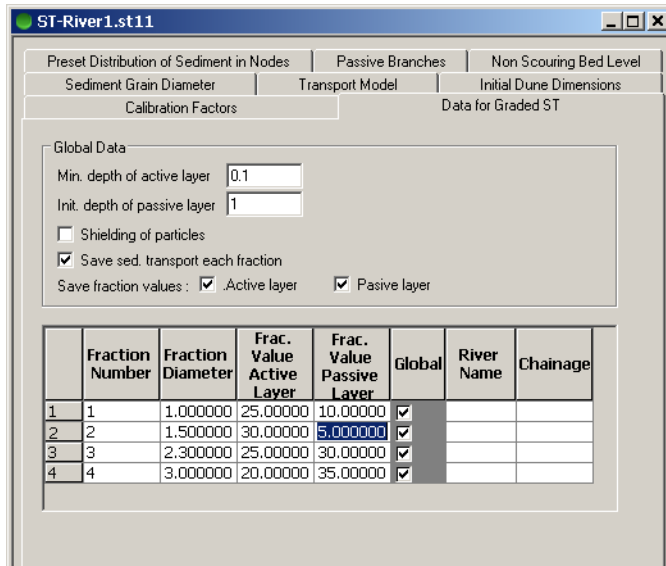 ST-River1.st11
Preset Distribution of Sediment in Nodes Passive Branches Non Scouring Bed Level
Sediment Grain Diameter Transport Model Initial Dune Dimensions
Calibration Factors Data for Graded ST
Global Data
Min. depth of active layer 0.1
Init. depth of passive layer 1
Shielding of particles
Save sed. transport each fraction
Save fraction values : .Active layer Pasive layer
Fraction Number Fraction Diameter Frac. Value Active Layer Frac. Value Passive Layer Global River Name Chainage
1 1 1.000000 25.00000 10.00000
2 2 1.500000 30.00000 5.000000
3 3 2.300000 25.00000 30.00000
4 4 3.000000 20.00000 35.00000